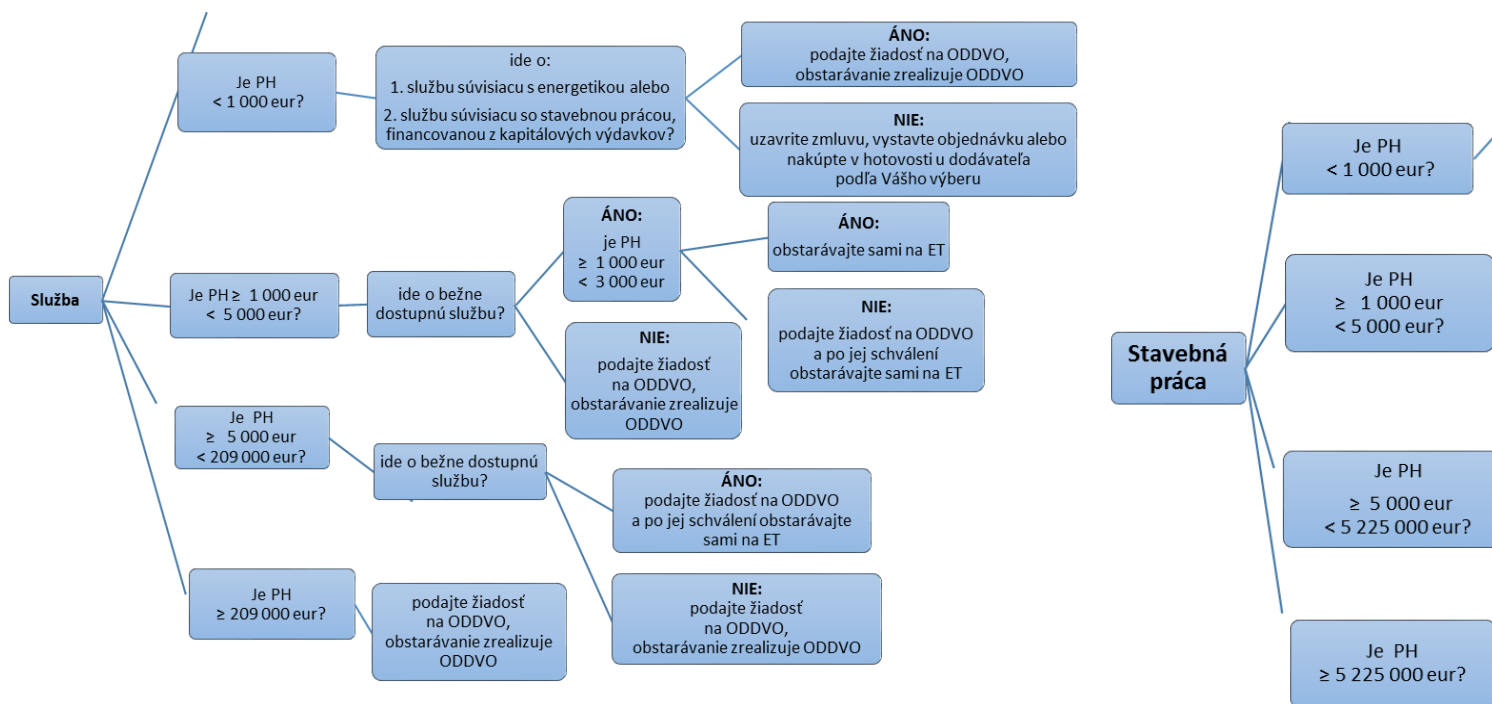 Služba
Je PH
< 1 000 eur?
ide o:
1. službu súvisiacu s energetikou alebo
2. službu súvisiacu so stavebnou prácou,
financovanou z kapitálových výdavkov?
ÁNO:
podajte žiadosť na ODDVO,
obstarávanie zrealizuje ODDVO
NIE:
uzavrite zmluvu, vystavte objednávku alebo
nakúpte v hotovosti u dodávateľa
podľa Vášho výberu
Je PH ≥ 1 000 eur
< 5 000 eur?
ide o bežne
dostupnú službu?
ÁNO:
je PH
≥ 1 000 eur
< 3 000 eur
ÁNO:
obstarávajte sami na ET
NIE:
podajte žiadosť na ODDVO
a po jej schválení
obstarávajte sami na ET
NIE:
podajte žiadosť
na ODDVO,
obstarávanie zrealizuje
ODDVO
Je PH
≥ 5 000 eur
< 209 000 eur?
ide o bežne dostupnú
službu?
ÁNO:
podajte žiadosť na ODDVO
a po jej schválení obstarávajte
sami na ET
NIE:
podajte žiadosť
na ODDVO,
obstarávanie zrealizuje ODDVO
Je PH
≥ 209 000 eur?
podajte žiadosť
na ODDVO,
obstarávanie zrealizuje
ODDVO
Stavebná
práca
Je PH
< 1 000 eur?
Je PH
≥ 1 000 eur
< 5 000 eur?
Je PH
≥ 5 000 eur
< 5 225 000 eur?
Je PH
≥ 5 225 000 eur?